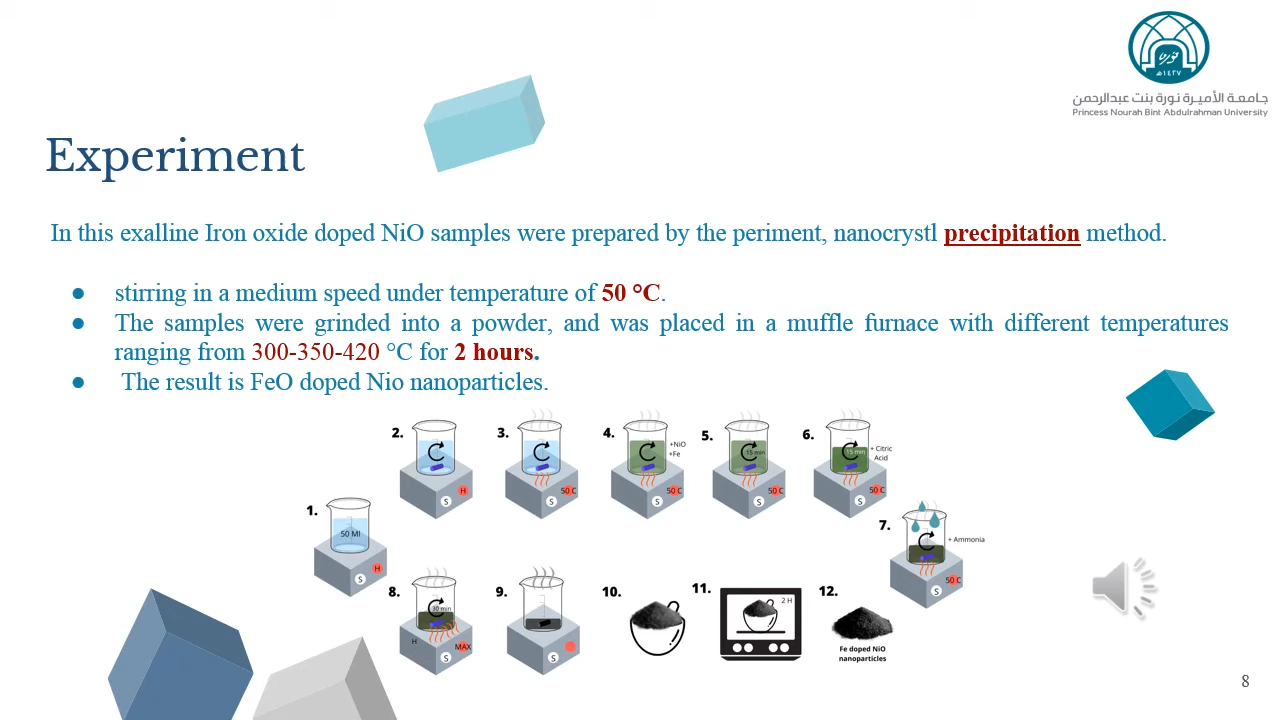 جامعة الأميرة نورة بنت عبدالرحمن
Princess Nourah Bint Abdulrahman University
Experiment
In this exalline Iron oxide doped NiO samples were prepared by the periment, nanocrystl precipitation method.
● stirring in a medium speed under temperature of 50 °C.
● The samples were grinded into a powder, and was placed in a muffle furnace with different temperatures
ranging from 300-350-420 °C for 2 hours.
● The result is FeO doped Nio nanoparticles.
1.
50 Ml
S
H
2.
S
H
3.
S
50 C
4.
+NiO
+Fe
S
50 C
5.
15 min
S
50 C
6.
15 min
+ Citric
Acid
S
50 C
7.
+ Ammonia
S
50 C
8.
30 min
H
MAX
S
9.
S
10.
11.
2 H
12.
Fe doped NiO
nanoparticles
8